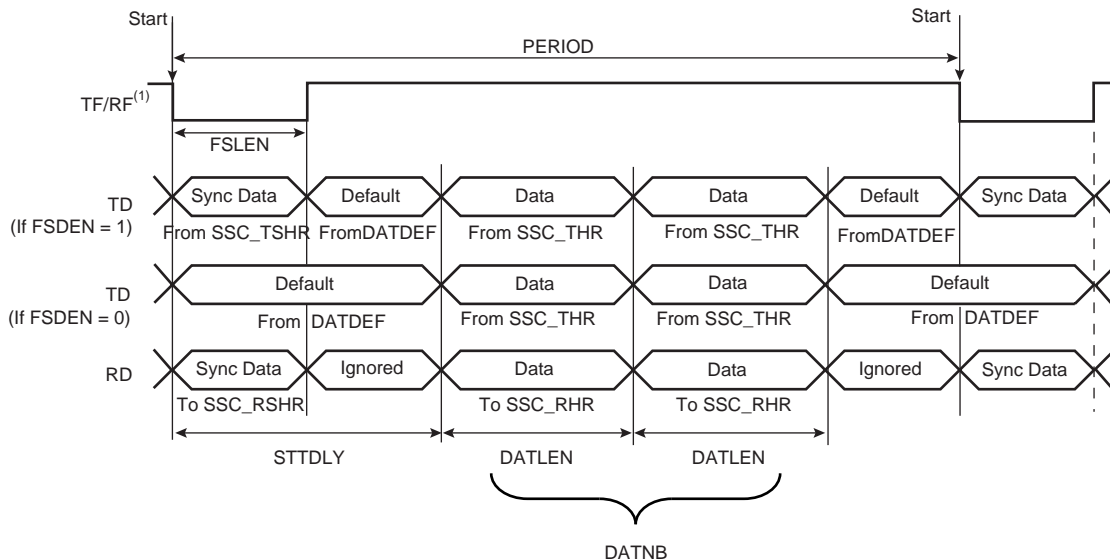 Start
Start
PERIOD
TF/RF(1)
FSLEN
TD
(If FSDEN = 1)
Sync Data
Default
Data
Data
Default
Sync Data
From SSC_TSHR
FromDATDEF
From SSC_THR
From SSC_THR
FromDATDEF
TD
(If FSDEN = 0)
Default
Data
Data
Default
From DATDEF
From SSC_THR
From SSC_THR
From DATDEF
RD
Sync Data
Ignored
Data
Data
Ignored
Sync Data
To SSC_RSHR
To SSC_RHR
To SSC_RHR
STTDLY
DATLEN
DATLEN
DATNB